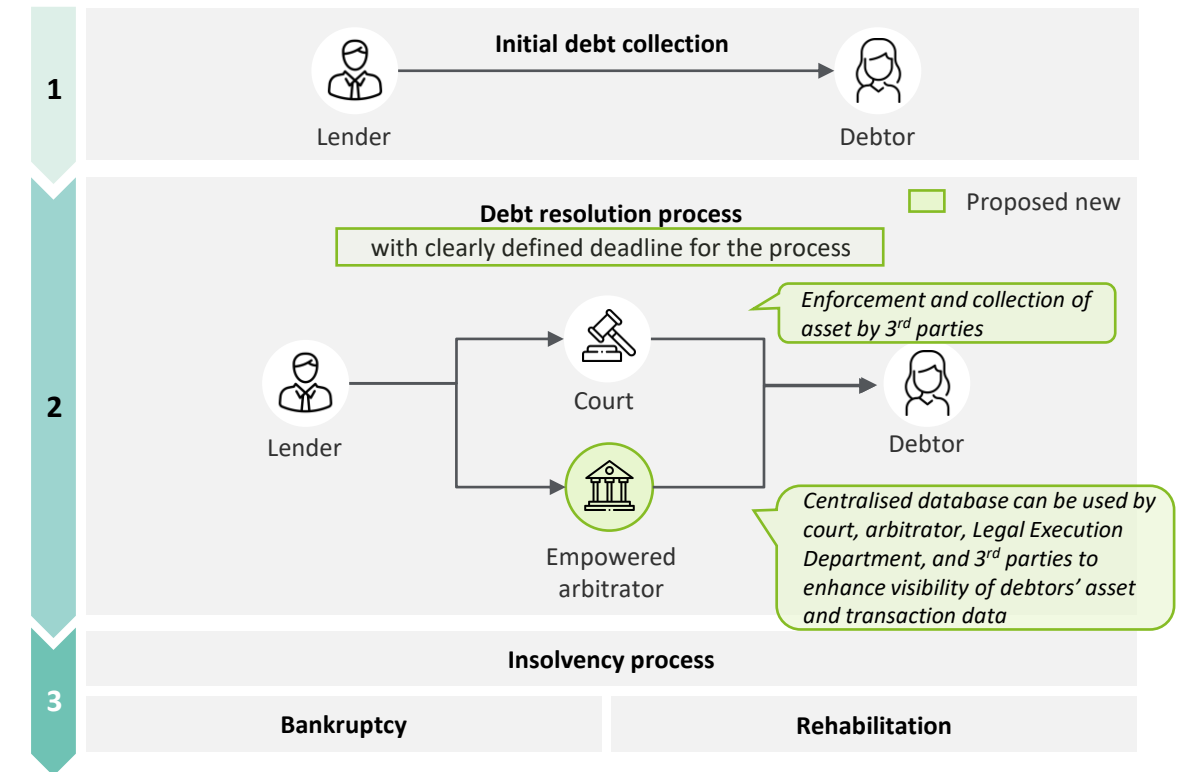 1
Initial debt collection
Lender
Debtor
2
Proposed new
Debt resolution process
with clearly defined deadline for the process
Enforcement and collection of
asset by 3rd parties
Lender
Court
Debtor
Empowered
arbitrator
Centralised database can be used by
court, arbitrator, Legal Execution
Department, and 3rd parties to
enhance visibility of debtors’ asset
and transaction data
3
Insolvency process
Bankruptcy
Rehabilitation